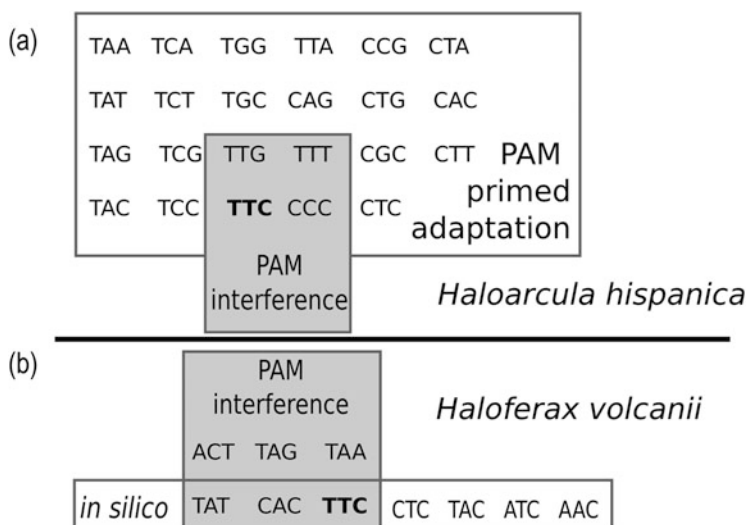 (a)
TAA TCA TGG TTA CCG CTA
TAT TCT TGC CAG CTG CAC
TAG TCG TTG TTT CGC CTT PAM
primed
TAC TCC TTC CCC CTC
adaptation
PAM
interference
Haloarcula hispanica
(b)
PAM
interference
Haloferax volcanii
ACT TAG TAA
in silico TAT CAC TTC CTC TAC ATC AAC